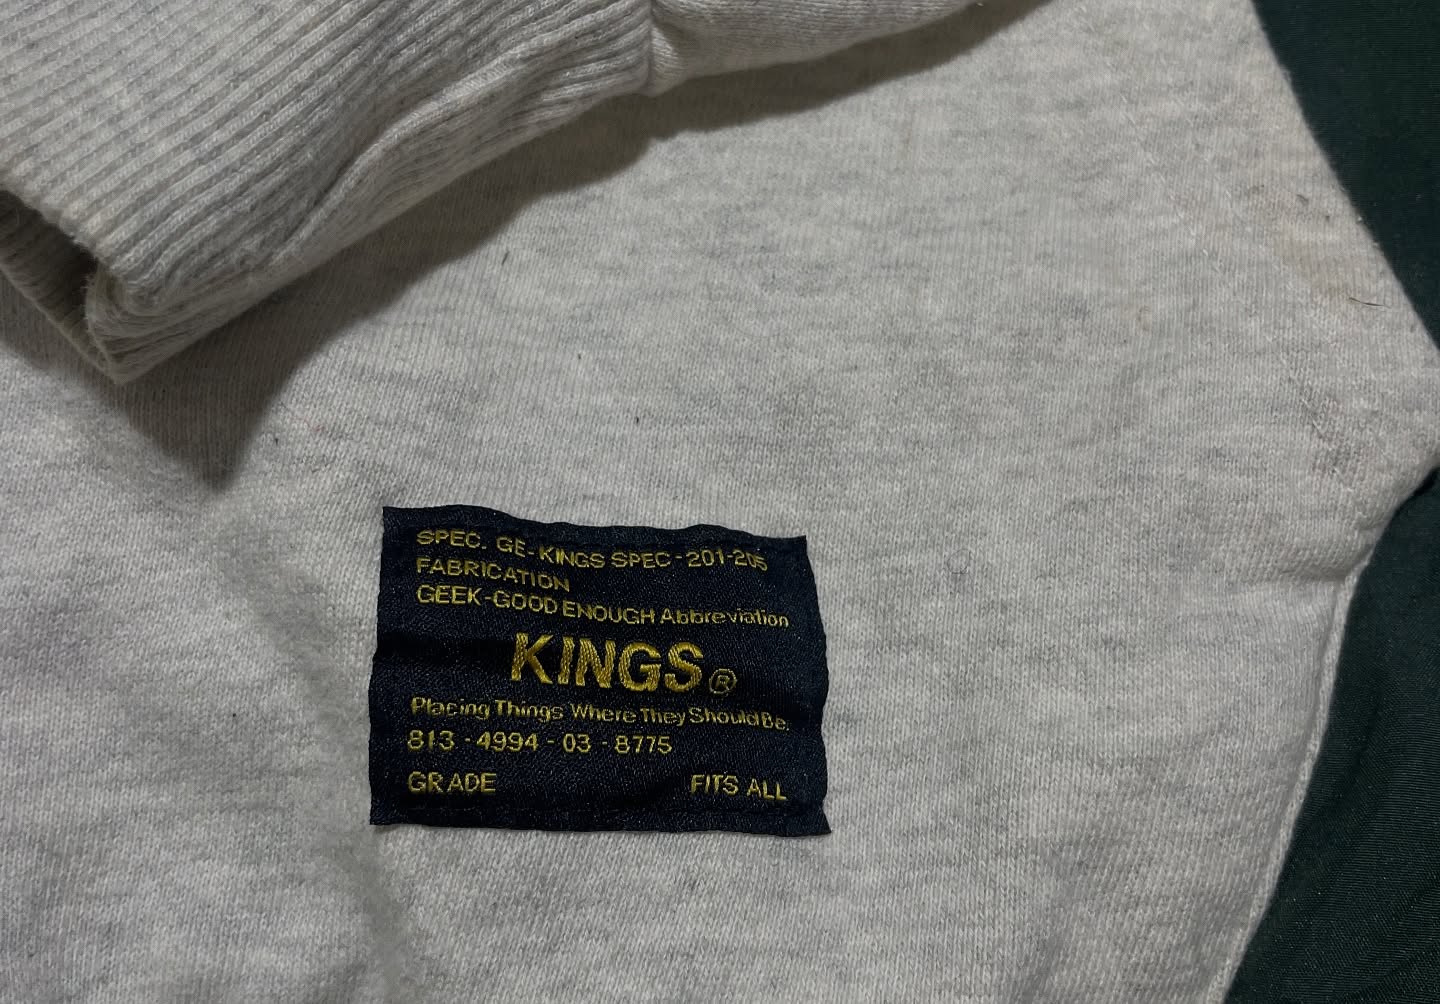 SPEC. GE-KINGS SPEC-201-205
FABRICATION
GEEK-GOOD ENOUGH Abbreviation
KINGS®
Placing Things Where They Should Be.
813-4994-03-8775
GRADE FITS ALL